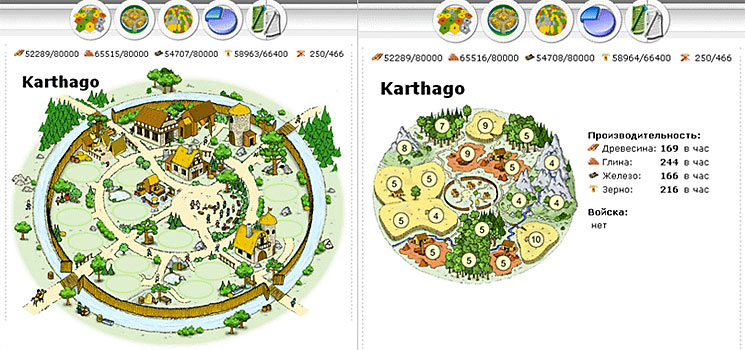 52289/80000 65515/80000 54707/80000 58963/66400 250/466
Karthago
52289/80000 65516/80000 54708/80000 58964/66400 250/466
Karthago
7 9 5
8 9 5 4
5 5
4 4
5 4
5 10
5 5
5
Производительность:
Древесина: 169 в час
Глина: 244 в час
Железо: 166 в час
Зерно: 216 в час
Войска:
нет